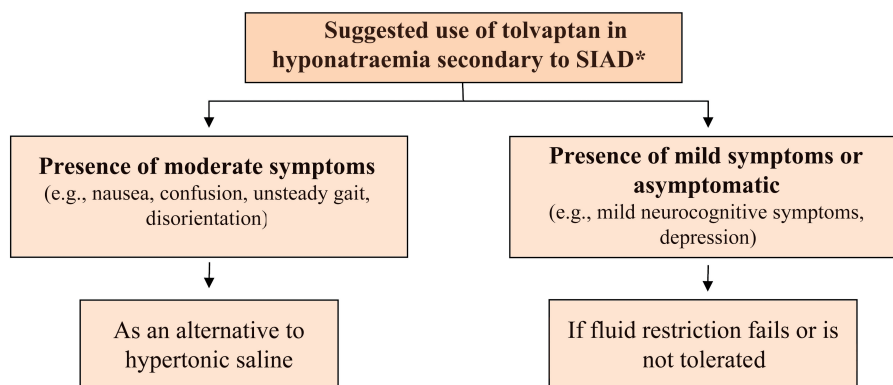 Suggested use of tolvaptan in
hyponatraemia secondary to SIAD*
Presence of moderate symptoms
(e.g., nausea, confusion, unsteady gait,
disorientation)
Presence of mild symptoms or
asymptomatic
(e.g., mild neurocognitive symptoms,
depression)
As an alternative to
hypertonic saline
If fluid restriction fails or is
not tolerated